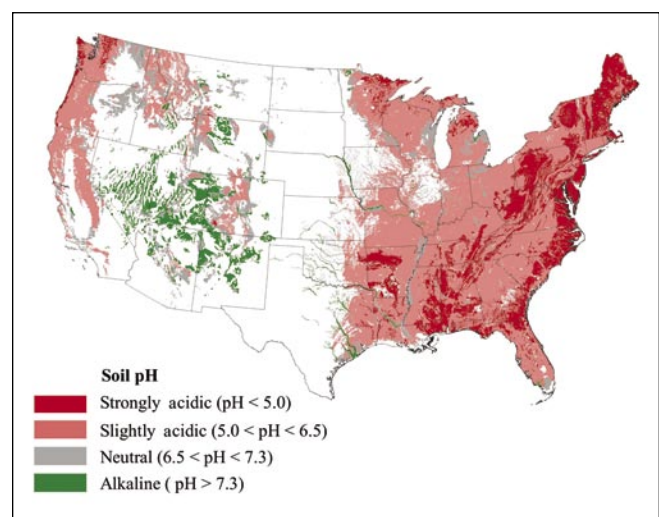 Soil pH
Strongly acidic (pH < 5.0)
Slightly acidic (5.0 < pH < 6.5)
Neutral (6.5 < pH < 7.3)
Alkaline ( pH > 7.3)